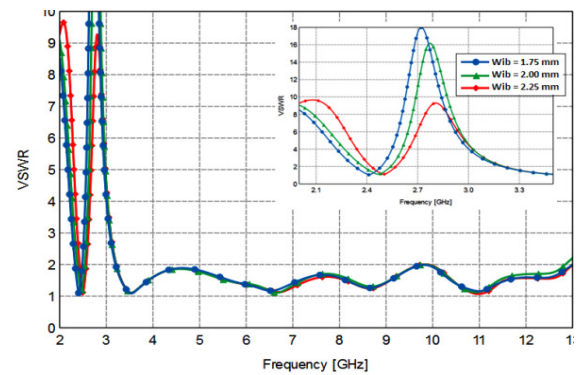 10
9
8
7
6
5
4
3
2
1
VSWR
2 3 4 5 6 7 8 9 10 11 12 13
Frequency [GHz]
18
16
14
12
10
8
6
4
2
0
VSWR
2.1 2.4 2.7 3.0 3.3
Frequency [GHz]
Wib = 1.75 mm
Wib = 2.00 mm
Wib = 2.25 mm